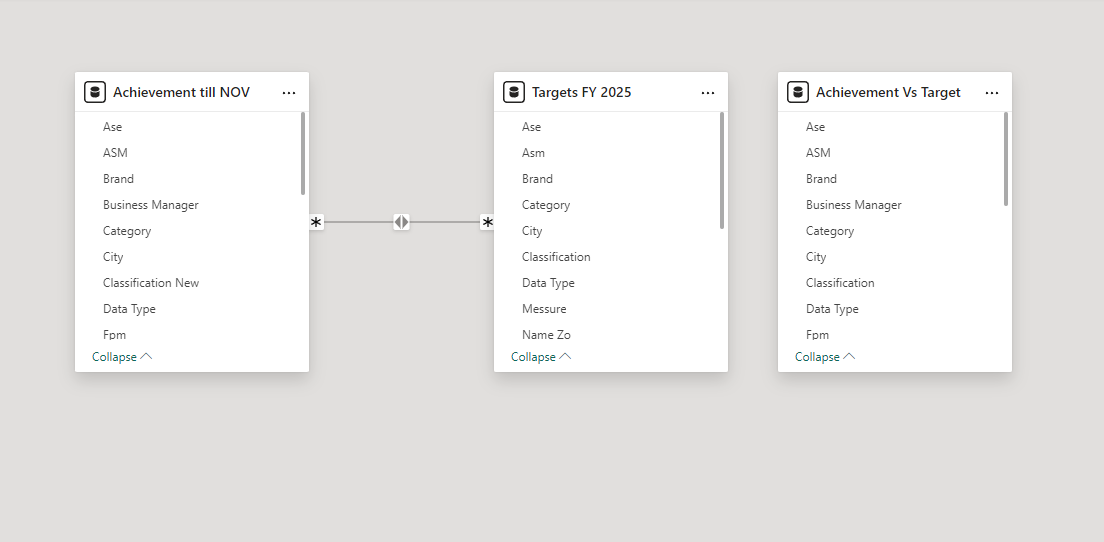 Achievement till NOV ...
Ase
ASM
Brand
Business Manager
Category
City
Classification New
Data Type
Fpm
Collapse
* *
Targets FY 2025 ...
Ase
Asm
Brand
Category
City
Classification
Data Type
Messure
Name Zo
Collapse
Achievement Vs Target ...
Ase
ASM
Brand
Business Manager
Category
City
Classification
Data Type
Fpm
Collapse